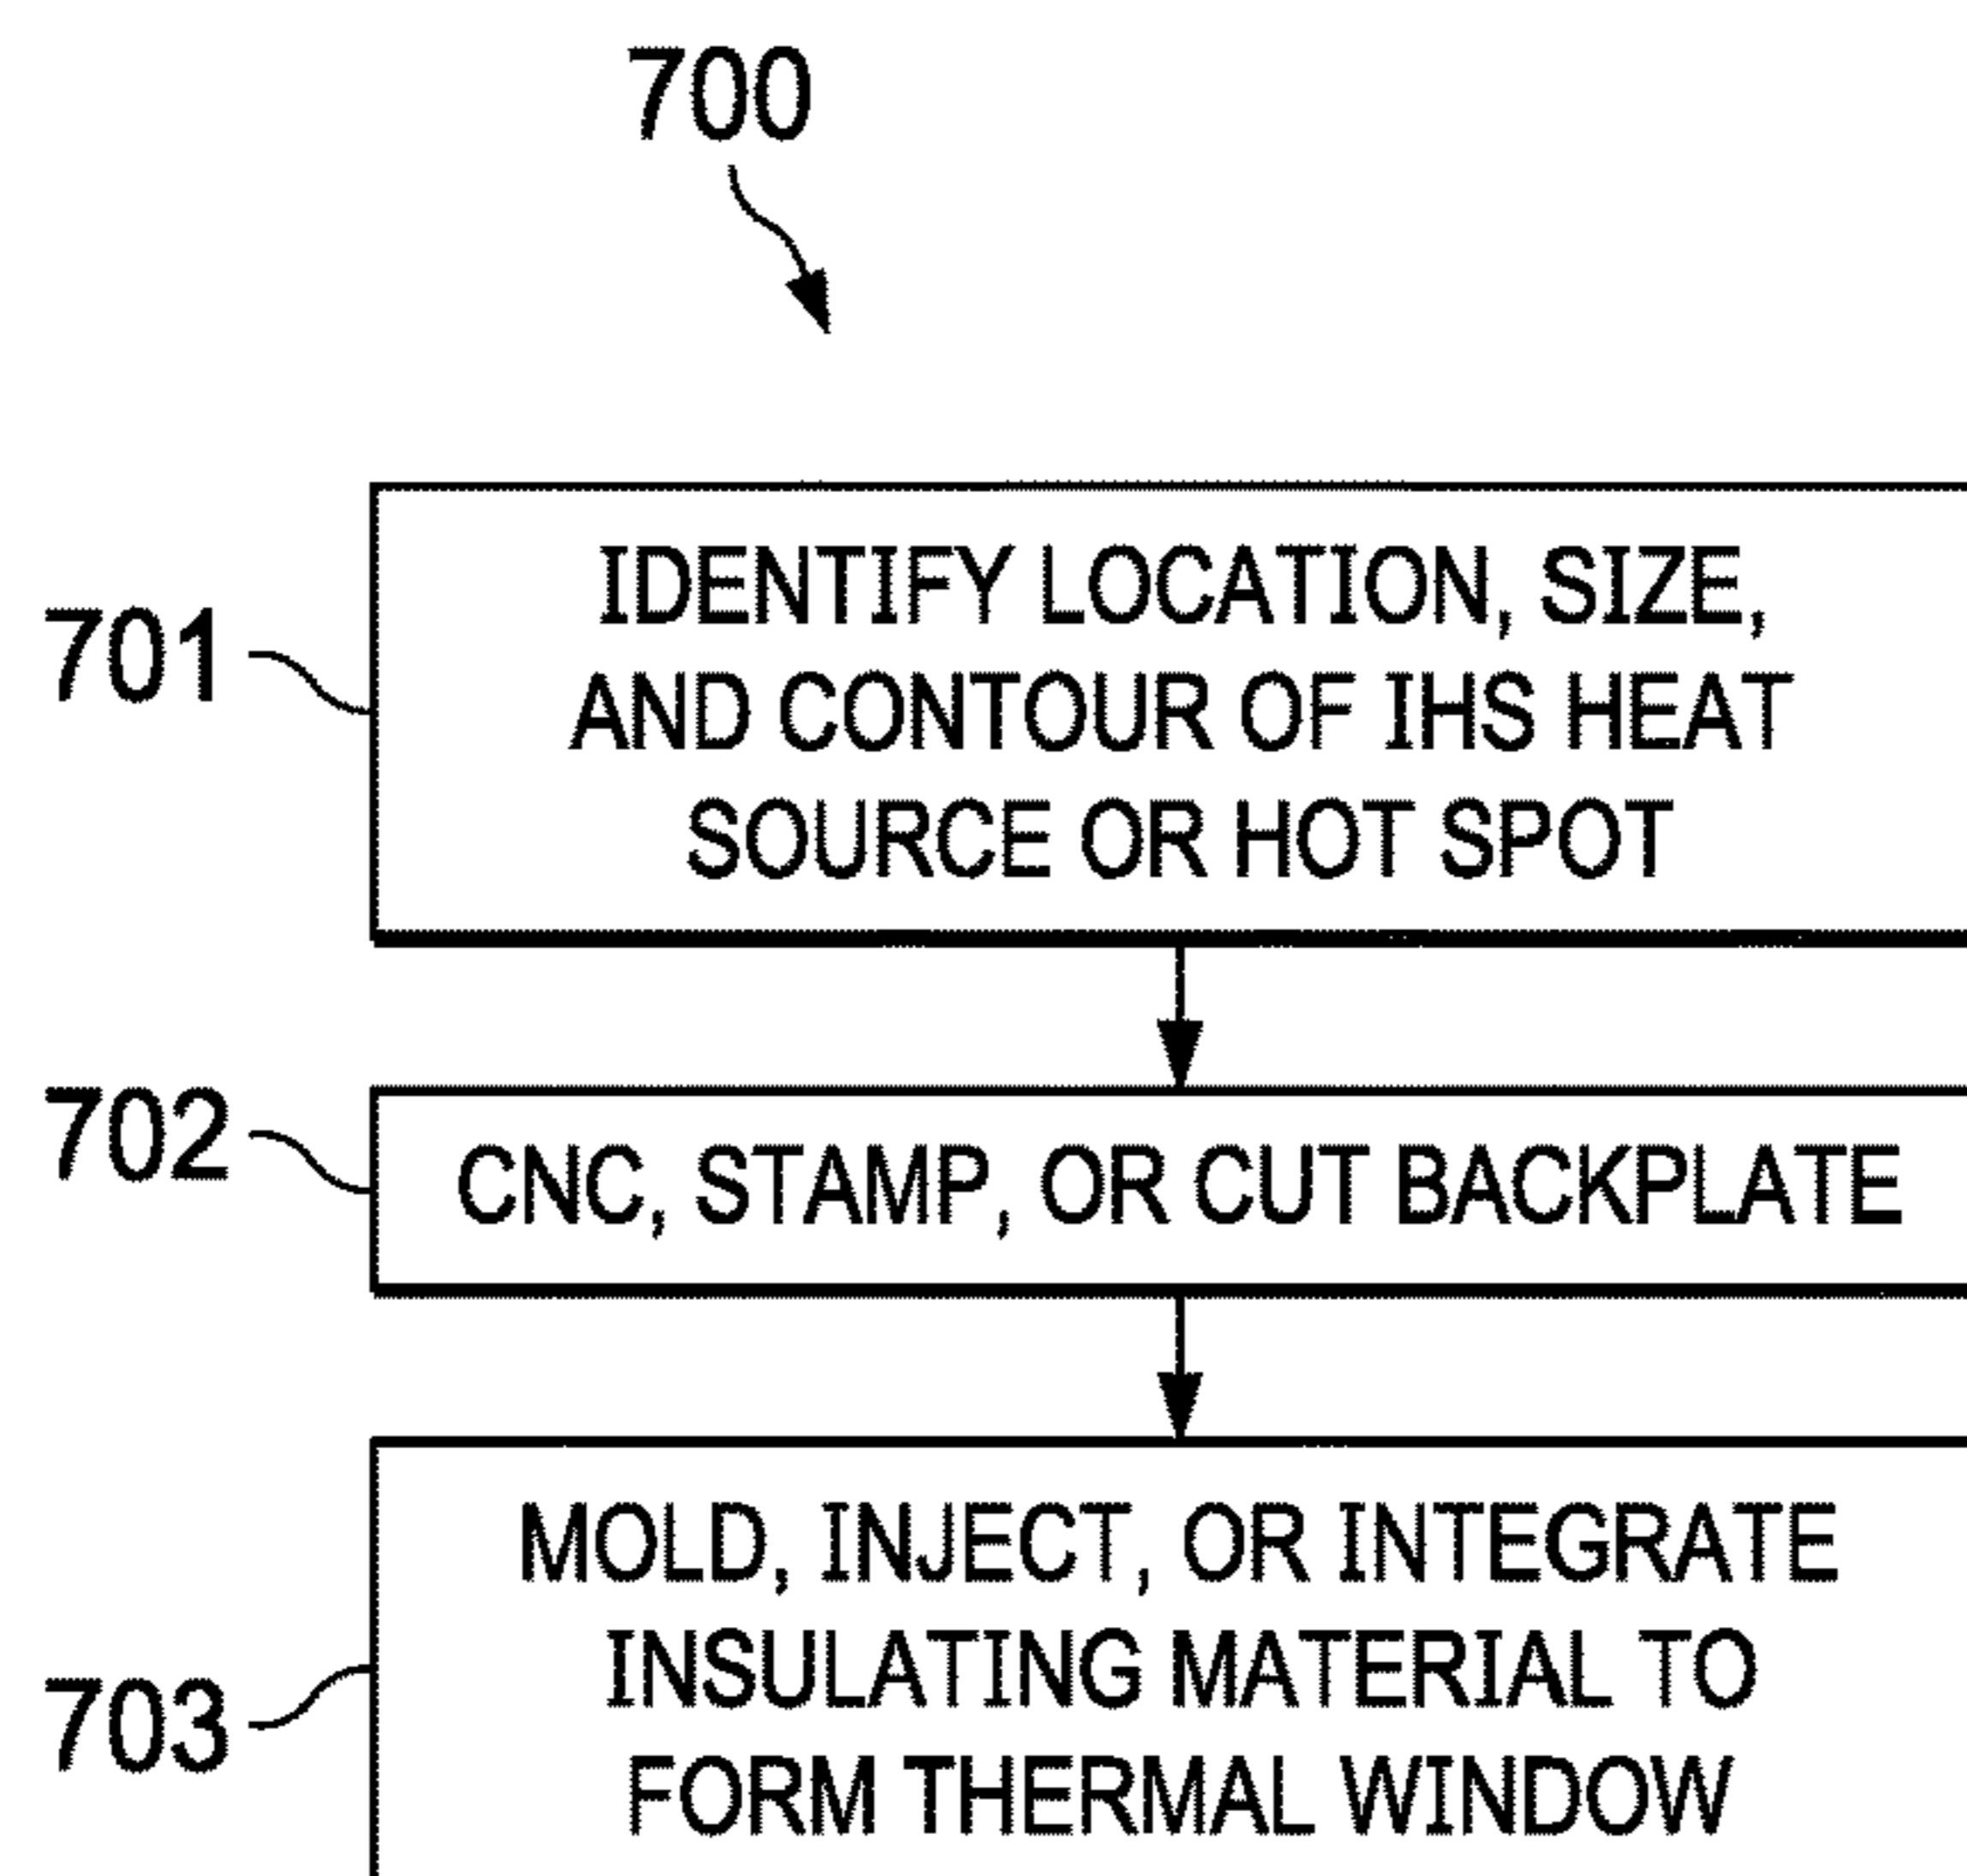 700
701
IDENTIFY LOCATION, SIZE,
AND CONTOUR OF IHS HEAT
SOURCE OR HOT SPOT
702
CNC, STAMP, OR CUT BACKPLATE
703
MOLD, INJECT, OR INTEGRATE
INSULATING MATERIAL TO
FORM THERMAL WINDOW